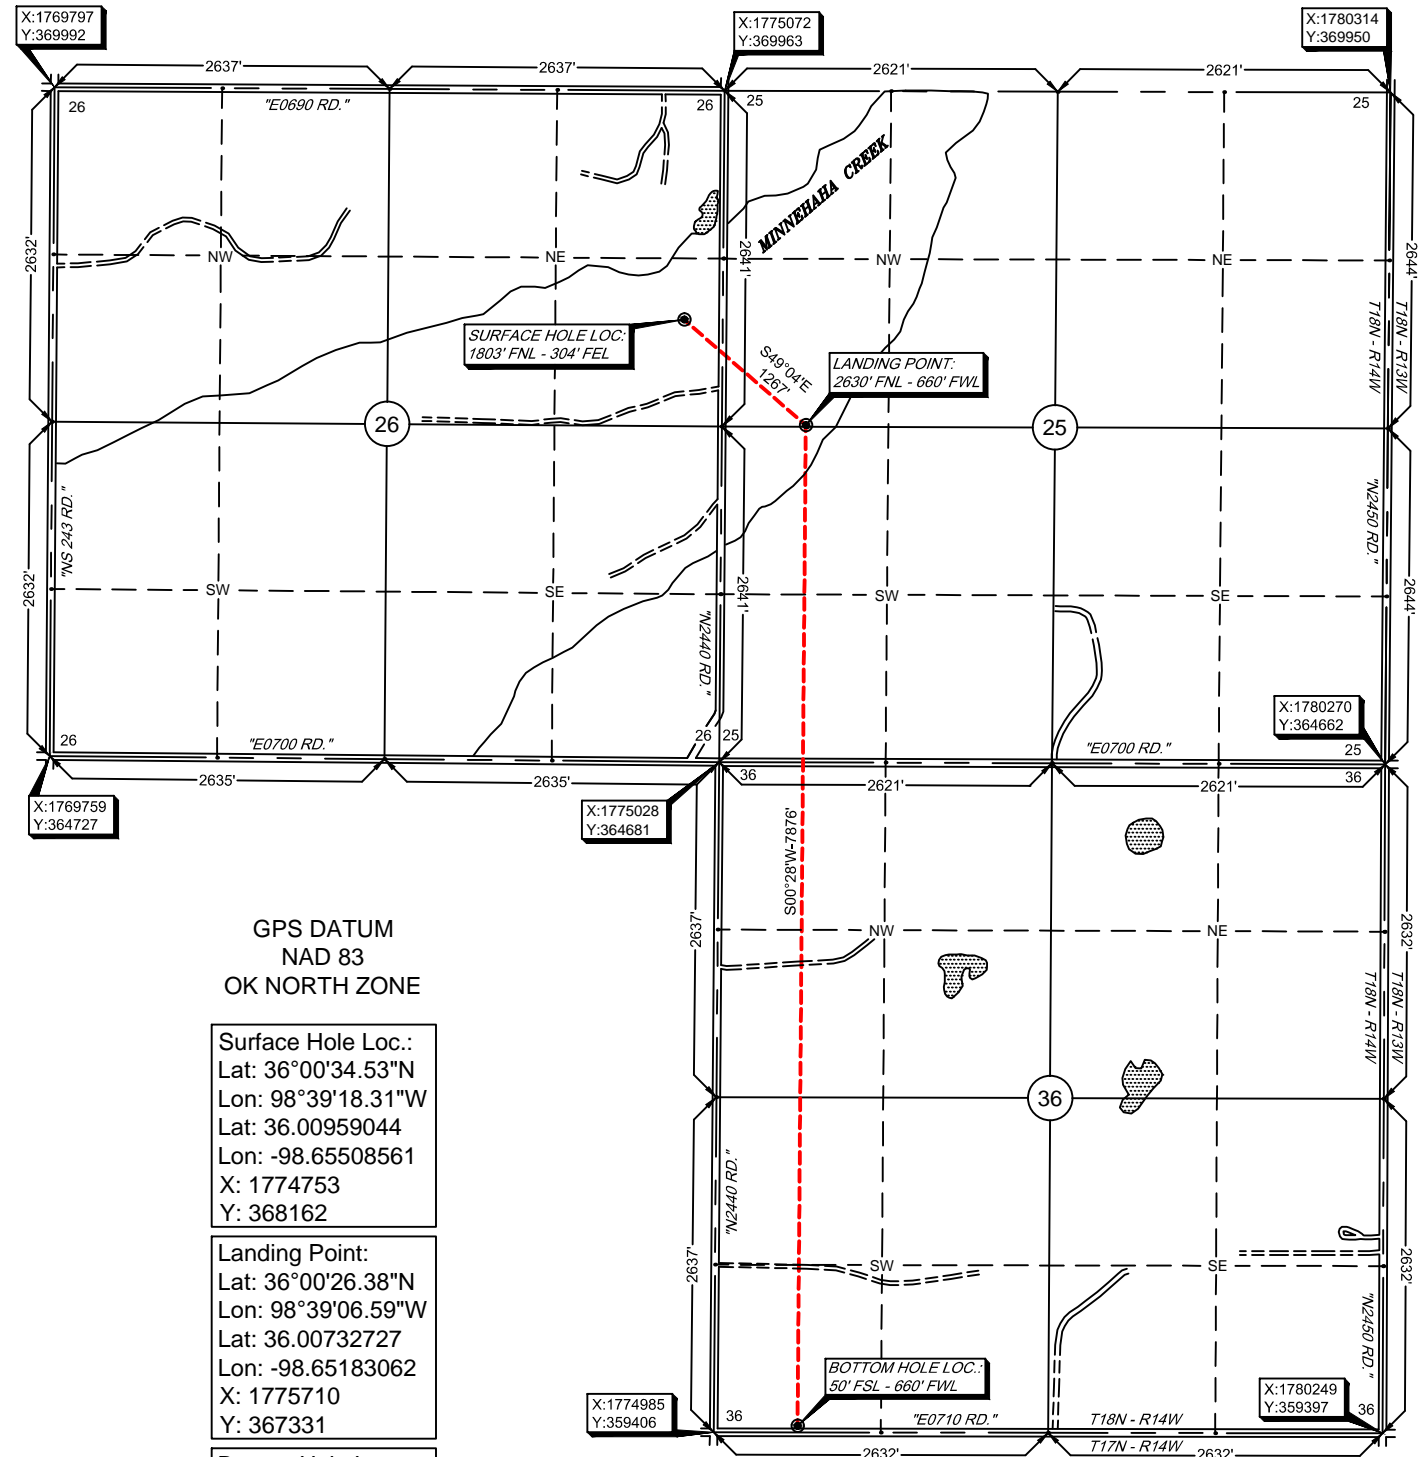 X:1769797
Y:369992
X:1775072
Y:369963
X:1780314
Y:369950
2637'
2637'
2621'
2621'
26
"E0690 RD."
26
25
25
MINNEHAHA CREEK
2632'
NW
NE
2641'
NW
NE
2644'
T18N - R14W
T18N - R13W
SURFACE HOLE LOC:
1803' FNL - 304' FEL
S49°04'E
1267'
LANDING POINT:
2630' FNL - 660' FWL
26
25
"NS 243 RD."
"N2450 RD."
2632'
SW
SE
2641'
SW
SE
2644'
"N2440 RD."
X:1780270
Y:364662
26
"E0700 RD."
26
25
"E0700 RD."
25
2635'
2635'
36
2621'
2621'
36
X:1769759
Y:364727
X:1775028
Y:364681
S00°28'W-7876'
GPS DATUM
NAD 83
OK NORTH ZONE
2637'
NW
NE
2632'
T18N - R14W
T18N - R13W
Surface Hole Loc.:
Lat: 36°00'34.53"N
Lon: 98°39'18.31"W
Lat: 36.00959044
Lon: -98.65508561
X: 1774753
Y: 368162
36
"N2440 RD."
Landing Point:
Lat: 36°00'26.38"N
Lon: 98°39'06.59"W
Lat: 36.00732727
Lon: -98.65183062
X: 1775710
Y: 367331
2637'
SW
SE
2632'
"N2450 RD."
BOTTOM HOLE LOC.:
50' FSL - 660' FWL
X:1774985
Y:359406
X:1780249
Y:359397
36
"E0710 RD."
T18N - R14W
36
T17N - R14W
2632'
2632'